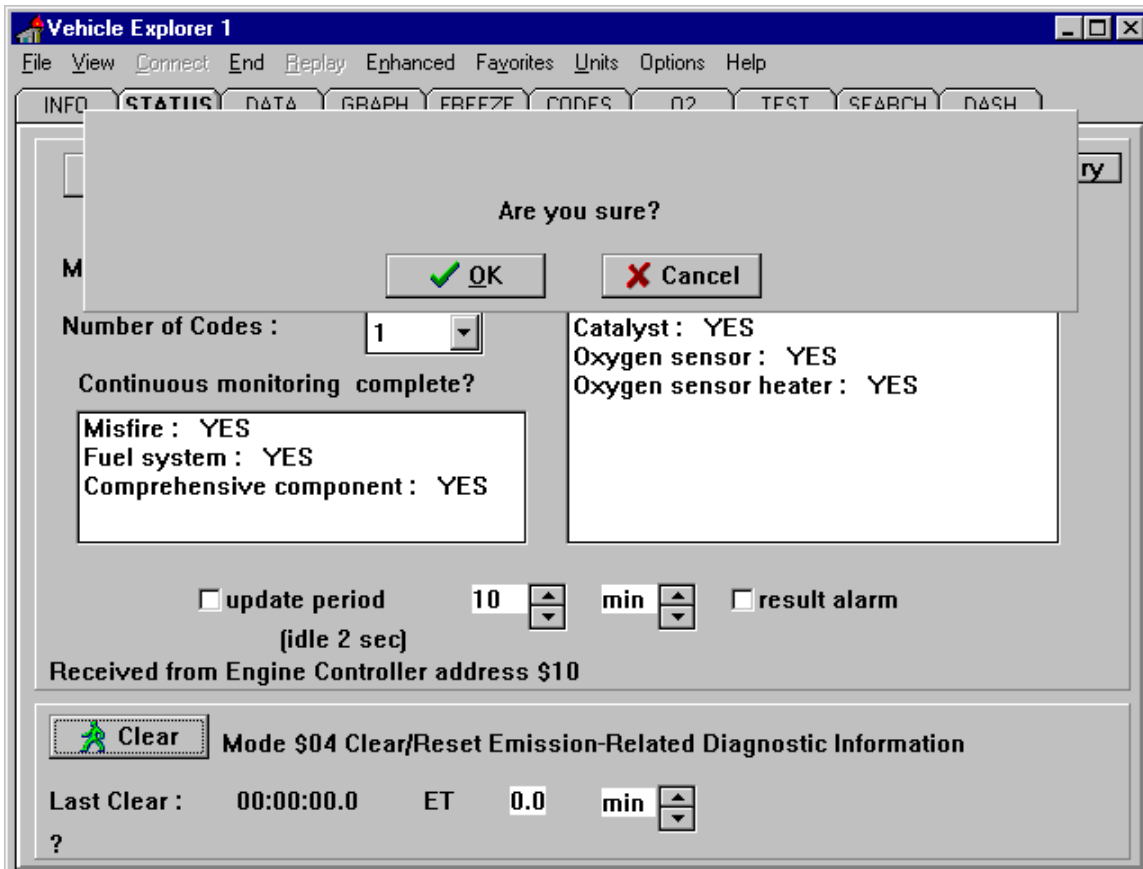 Vehicle Explorer 1
File View Connect End Replay Enhanced Favorites Units Options Help
INFO STATUS DATA GRAPH FREEZE CODES O2 TEST SEARCH DASH
ry
Are you sure?
M
OK Cancel
Number of Codes : 1
Catalyst : YES
Oxygen sensor : YES
Oxygen sensor heater : YES
Continuous monitoring complete?
Misfire : YES
Fuel system : YES
Comprehensive component : YES
update period 10 min result alarm
(idle 2 sec)
Received from Engine Controller address $10
Clear Mode $04 Clear/Reset Emission-Related Diagnostic Information
Last Clear : 00:00:00.0 ET 0.0 min
?